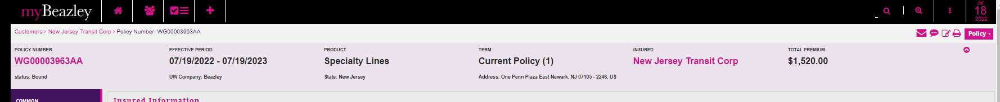 myBeazley
Jul
18
2022
Customers > New Jersey Transit Corp > Policy Number: WG00003963AA
Policy
POLICY NUMBER
WG00003963AA
status: Bound
EFFECTIVE PERIOD
07/19/2022 - 07/19/2023
UW Company: Beazley
PRODUCT
Specialty Lines
State: New Jersey
TERM
Current Policy (1)
Address: One Penn Plaza East Newark, NJ 07105 - 2246, US
INSURED
New Jersey Transit Corp
TOTAL PREMIUM
$1,520.00
COMMON
Insured Information